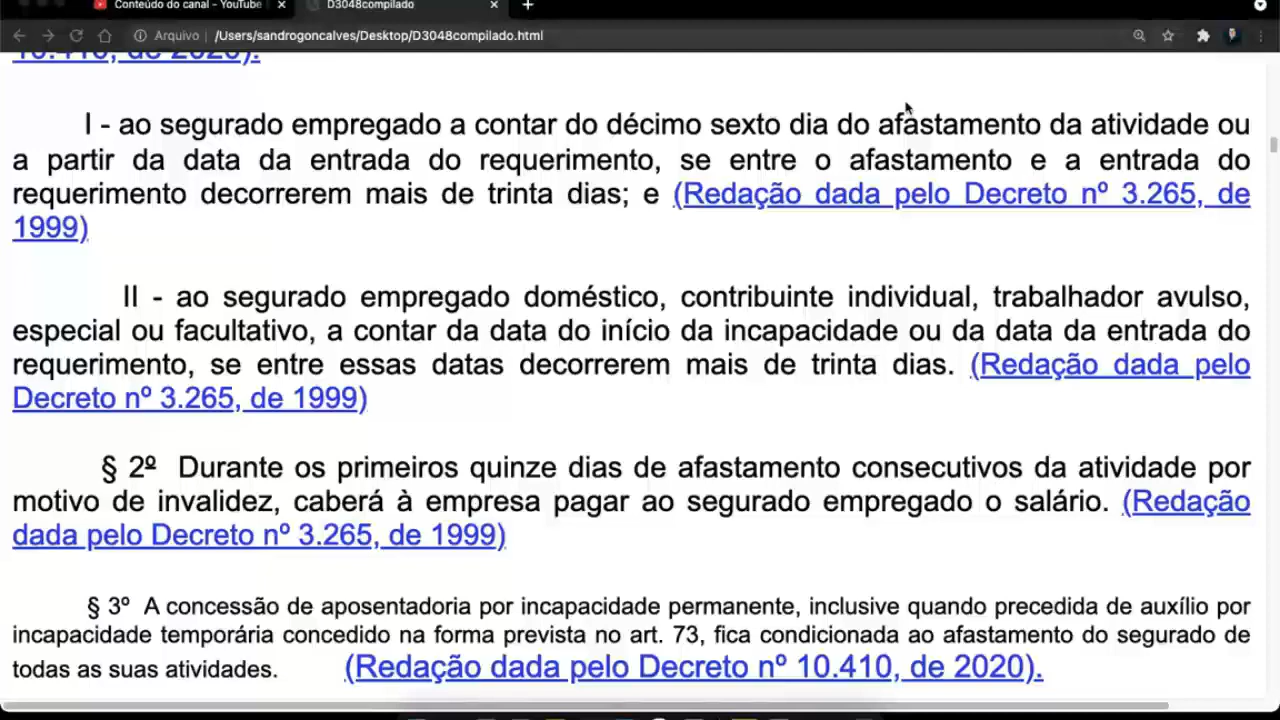 Conteúdo do canal - YouTube
D3048compilado
Arquivo | /Users/sandrogoncalves/Desktop/D3048compilado.html
10.410, de 2020).
I - ao segurado empregado a contar do décimo sexto dia do afastamento da atividade ou
a partir da data da entrada do requerimento, se entre o afastamento e a entrada do
requerimento decorrerem mais de trinta dias; e (Redação dada pelo Decreto nº 3.265, de
1999)
II - ao segurado empregado doméstico, contribuinte individual, trabalhador avulso,
especial ou facultativo, a contar da data do início da incapacidade ou da data da entrada do
requerimento, se entre essas datas decorrerem mais de trinta dias. (Redação dada pelo
Decreto nº 3.265, de 1999)
§ 2º Durante os primeiros quinze dias de afastamento consecutivos da atividade por
motivo de invalidez, caberá à empresa pagar ao segurado empregado o salário. (Redação
dada pelo Decreto nº 3.265, de 1999)
§ 3º A concessão de aposentadoria por incapacidade permanente, inclusive quando precedida de auxílio por
incapacidade temporária concedido na forma prevista no art. 73, fica condicionada ao afastamento do segurado de
todas as suas atividades. (Redação dada pelo Decreto nº 10.410, de 2020).